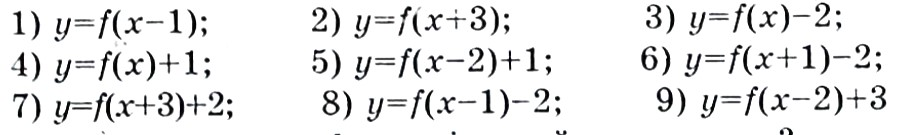 1) y=f(x−1); 2) y=f(x+3); 3) y=f(x)−2;
4) y=f(x)+1; 5) y=f(x−2)+1; 6) y=f(x+1)−2;
7) y=f(x+3)+2; 8) y=f(x−1)−2; 9) y=f(x−2)+3